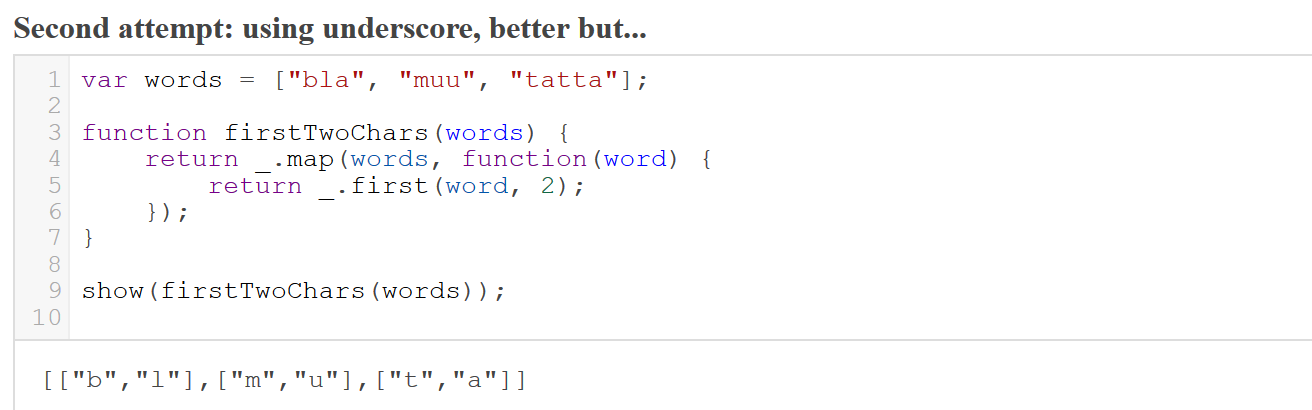 Second attempt: using underscore, better but...
1 var words = ["bla", "muu", "tatta"];
2
3 function firstTwoChars(words) {
4     return _.map(words, function(word) {
5         return _.first(word, 2);
6     });
7 }
8
9 show(firstTwoChars(words));
10
[["b","l"],["m","u"],["t","a"]]